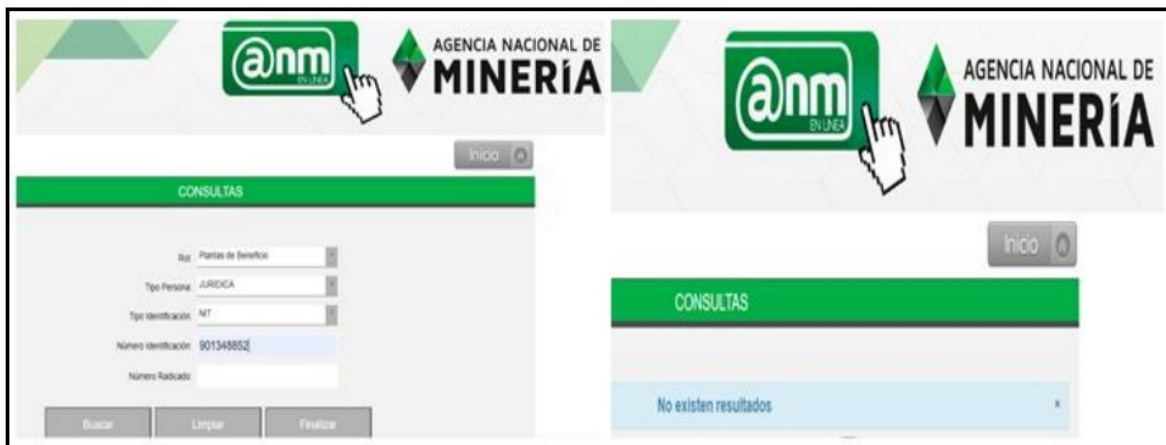 @nm
EN LINEA
AGENCIA NACIONAL DE
MINERÍA
Inicio
CONSULTAS
Rol: Plantas de Beneficio
Tipo Persona: JURIDICA
Tipo Identificación: NIT
Número Identificación: 901348852
Número Radicado:
Buscar Limpiar Finalizar
@nm
EN LINEA
AGENCIA NACIONAL DE
MINERÍA
Inicio
CONSULTAS
No existen resultados ×